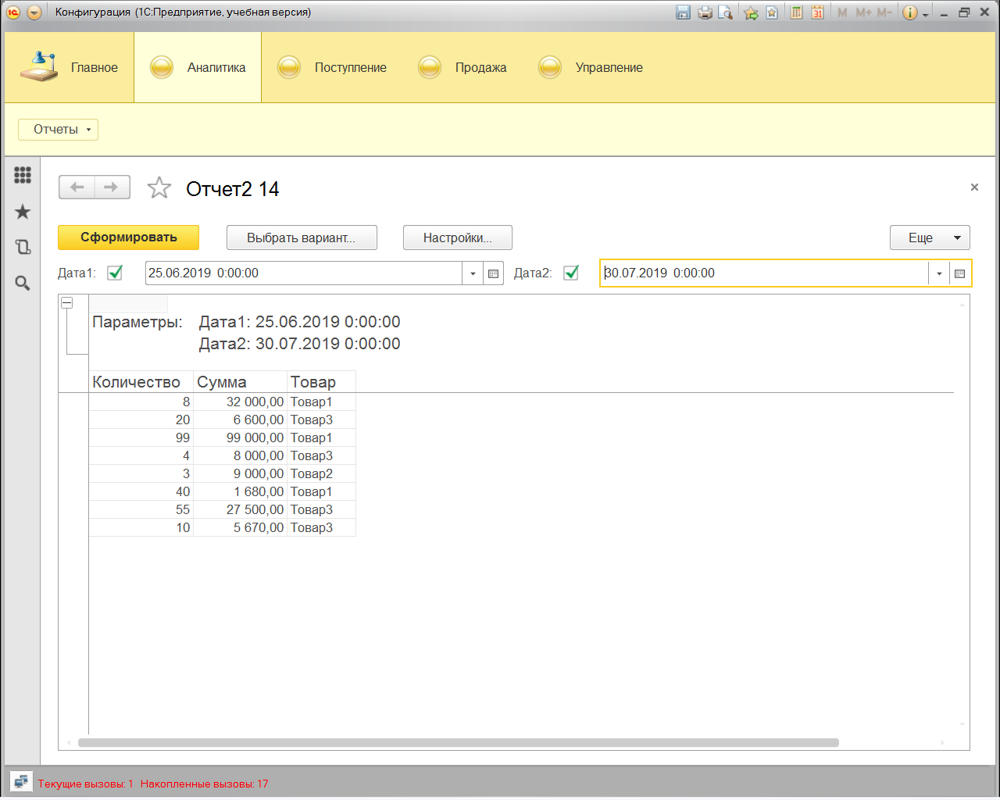 Конфигурация (1С:Предприятие, учебная версия)
M M+ M-
31
Главное Аналитика Поступление Продажа Управление
Отчеты
Отчет2 14
Сформировать Выбрать вариант... Настройки... Еще
Дата1: 25.06.2019 0:00:00 Дата2: 30.07.2019 0:00:00
Параметры: Дата1: 25.06.2019 0:00:00
Дата2: 30.07.2019 0:00:00
Количество Сумма Товар
8 32 000,00 Товар1
20 6 600,00 Товар3
99 99 000,00 Товар1
4 8 000,00 Товар3
3 9 000,00 Товар2
40 1 680,00 Товар1
55 27 500,00 Товар3
10 5 670,00 Товар3
Текущие вызовы: 1 Накопленные вызовы: 17